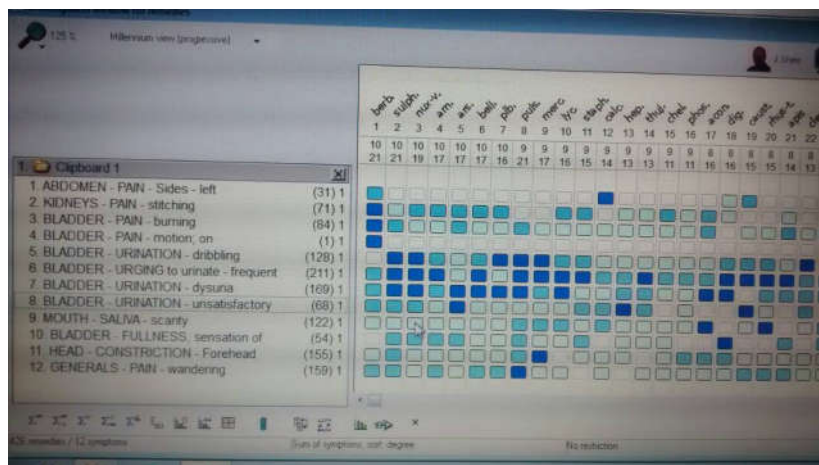 125 %
Millennium view [progressive]
berb. sulph. nux-v. arn. ars. bell. plb. puls. merc lyc staph. calc. hep. thuj. chel phos. acon. dig. caust. rhus-t. apis
1 2 3 4 5 6 7 8 9 10 11 12 13 14 15 16 17 18 19 20 21 22
10 10 10 10 10 10 10 9 9 9 9 9 9 9 9 9 8 8 8 8 8 8
21 21 19 17 17 17 16 21 17 16 15 14 13 13 11 11 16 16 15 15 14 13
1. Clipboard 1
1. ABDOMEN - PAIN - Sides - left (31) 1
2. KIDNEYS - PAIN - stitching (71) 1
3. BLADDER - PAIN - burning (84) 1
4. BLADDER - PAIN - motion; on (1) 1
5. BLADDER - URINATION - dribbling (128) 1
6. BLADDER - URGING to urinate - frequent (211) 1
7. BLADDER - URINATION - dysuria (169) 1
8. BLADDER - URINATION - unsatisfactory (68) 1
9. MOUTH - SALIVA - scanty (122) 1
10. BLADDER - FULLNESS, sensation of (54) 1
11. HEAD - CONSTRICTION - Forehead (155) 1
12. GENERALS - PAIN - wandering (159) 1
remedies / 12 symptoms
Sum of symptoms, sort: degree
No restriction